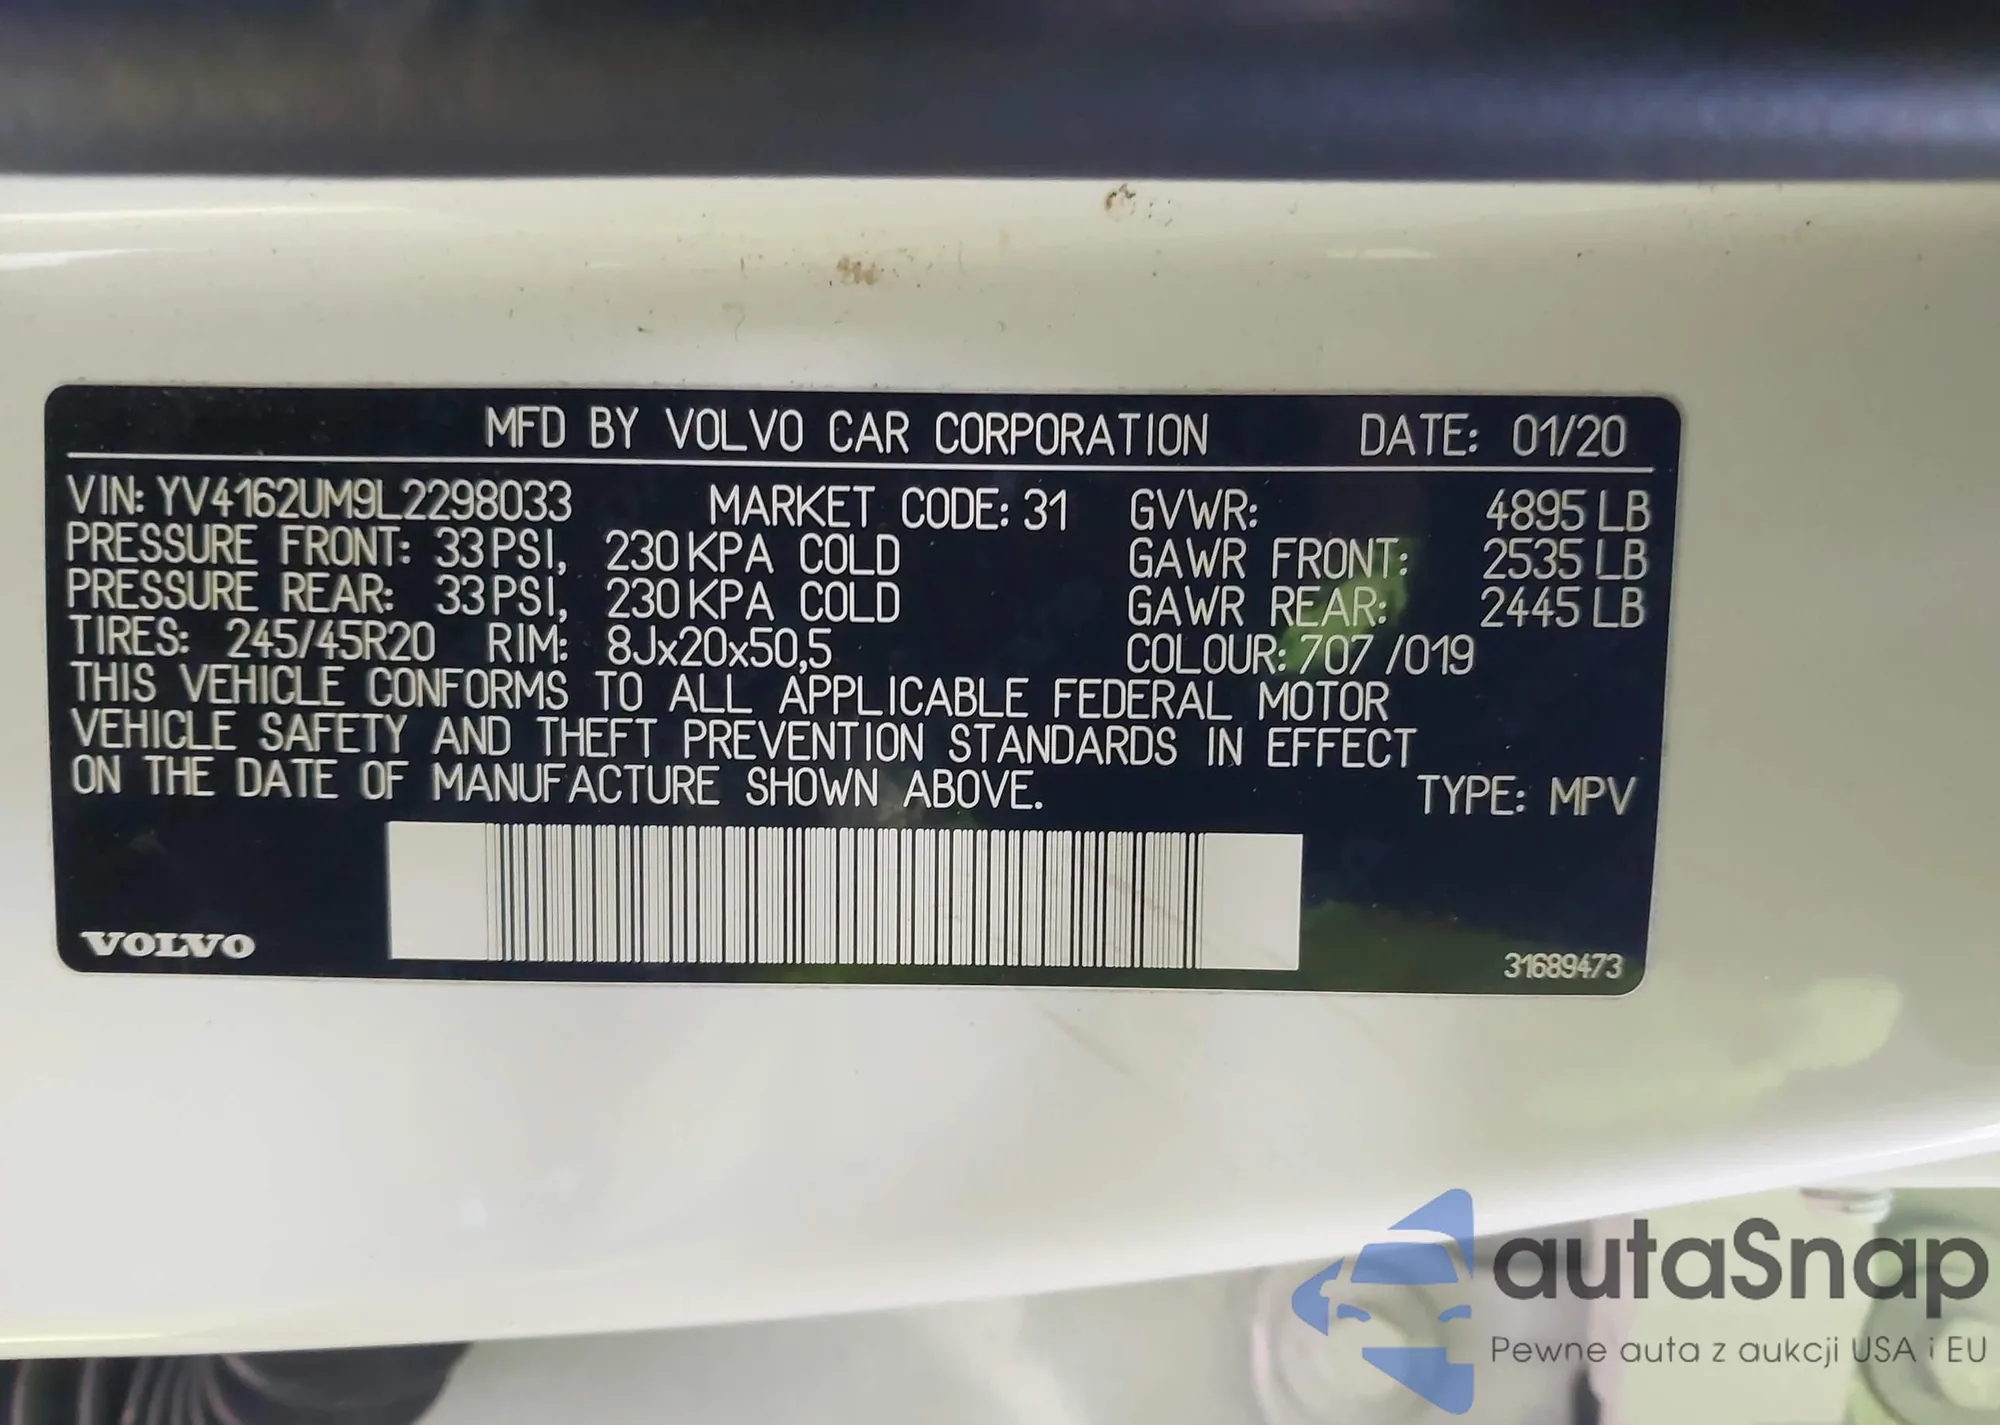 MFD BY VOLVO CAR CORPORATION DATE: 01/20
VIN: YV4162UM9L2298033 MARKET CODE: 31 GVWR: 4895 LB
PRESSURE FRONT: 33 PSI, 230 KPA COLD GAWR FRONT: 2535 LB
PRESSURE REAR: 33 PSI, 230 KPA COLD GAWR REAR: 2445 LB
TIRES: 245/45R20 RIM: 8Jx20x50,5 COLOUR: 707 /019
THIS VEHICLE CONFORMS TO ALL APPLICABLE FEDERAL MOTOR
VEHICLE SAFETY AND THEFT PREVENTION STANDARDS IN EFFECT
ON THE DATE OF MANUFACTURE SHOWN ABOVE. TYPE: MPV
VOLVO 31689473
autaSnap
Pewne auta z aukcji USA i EU